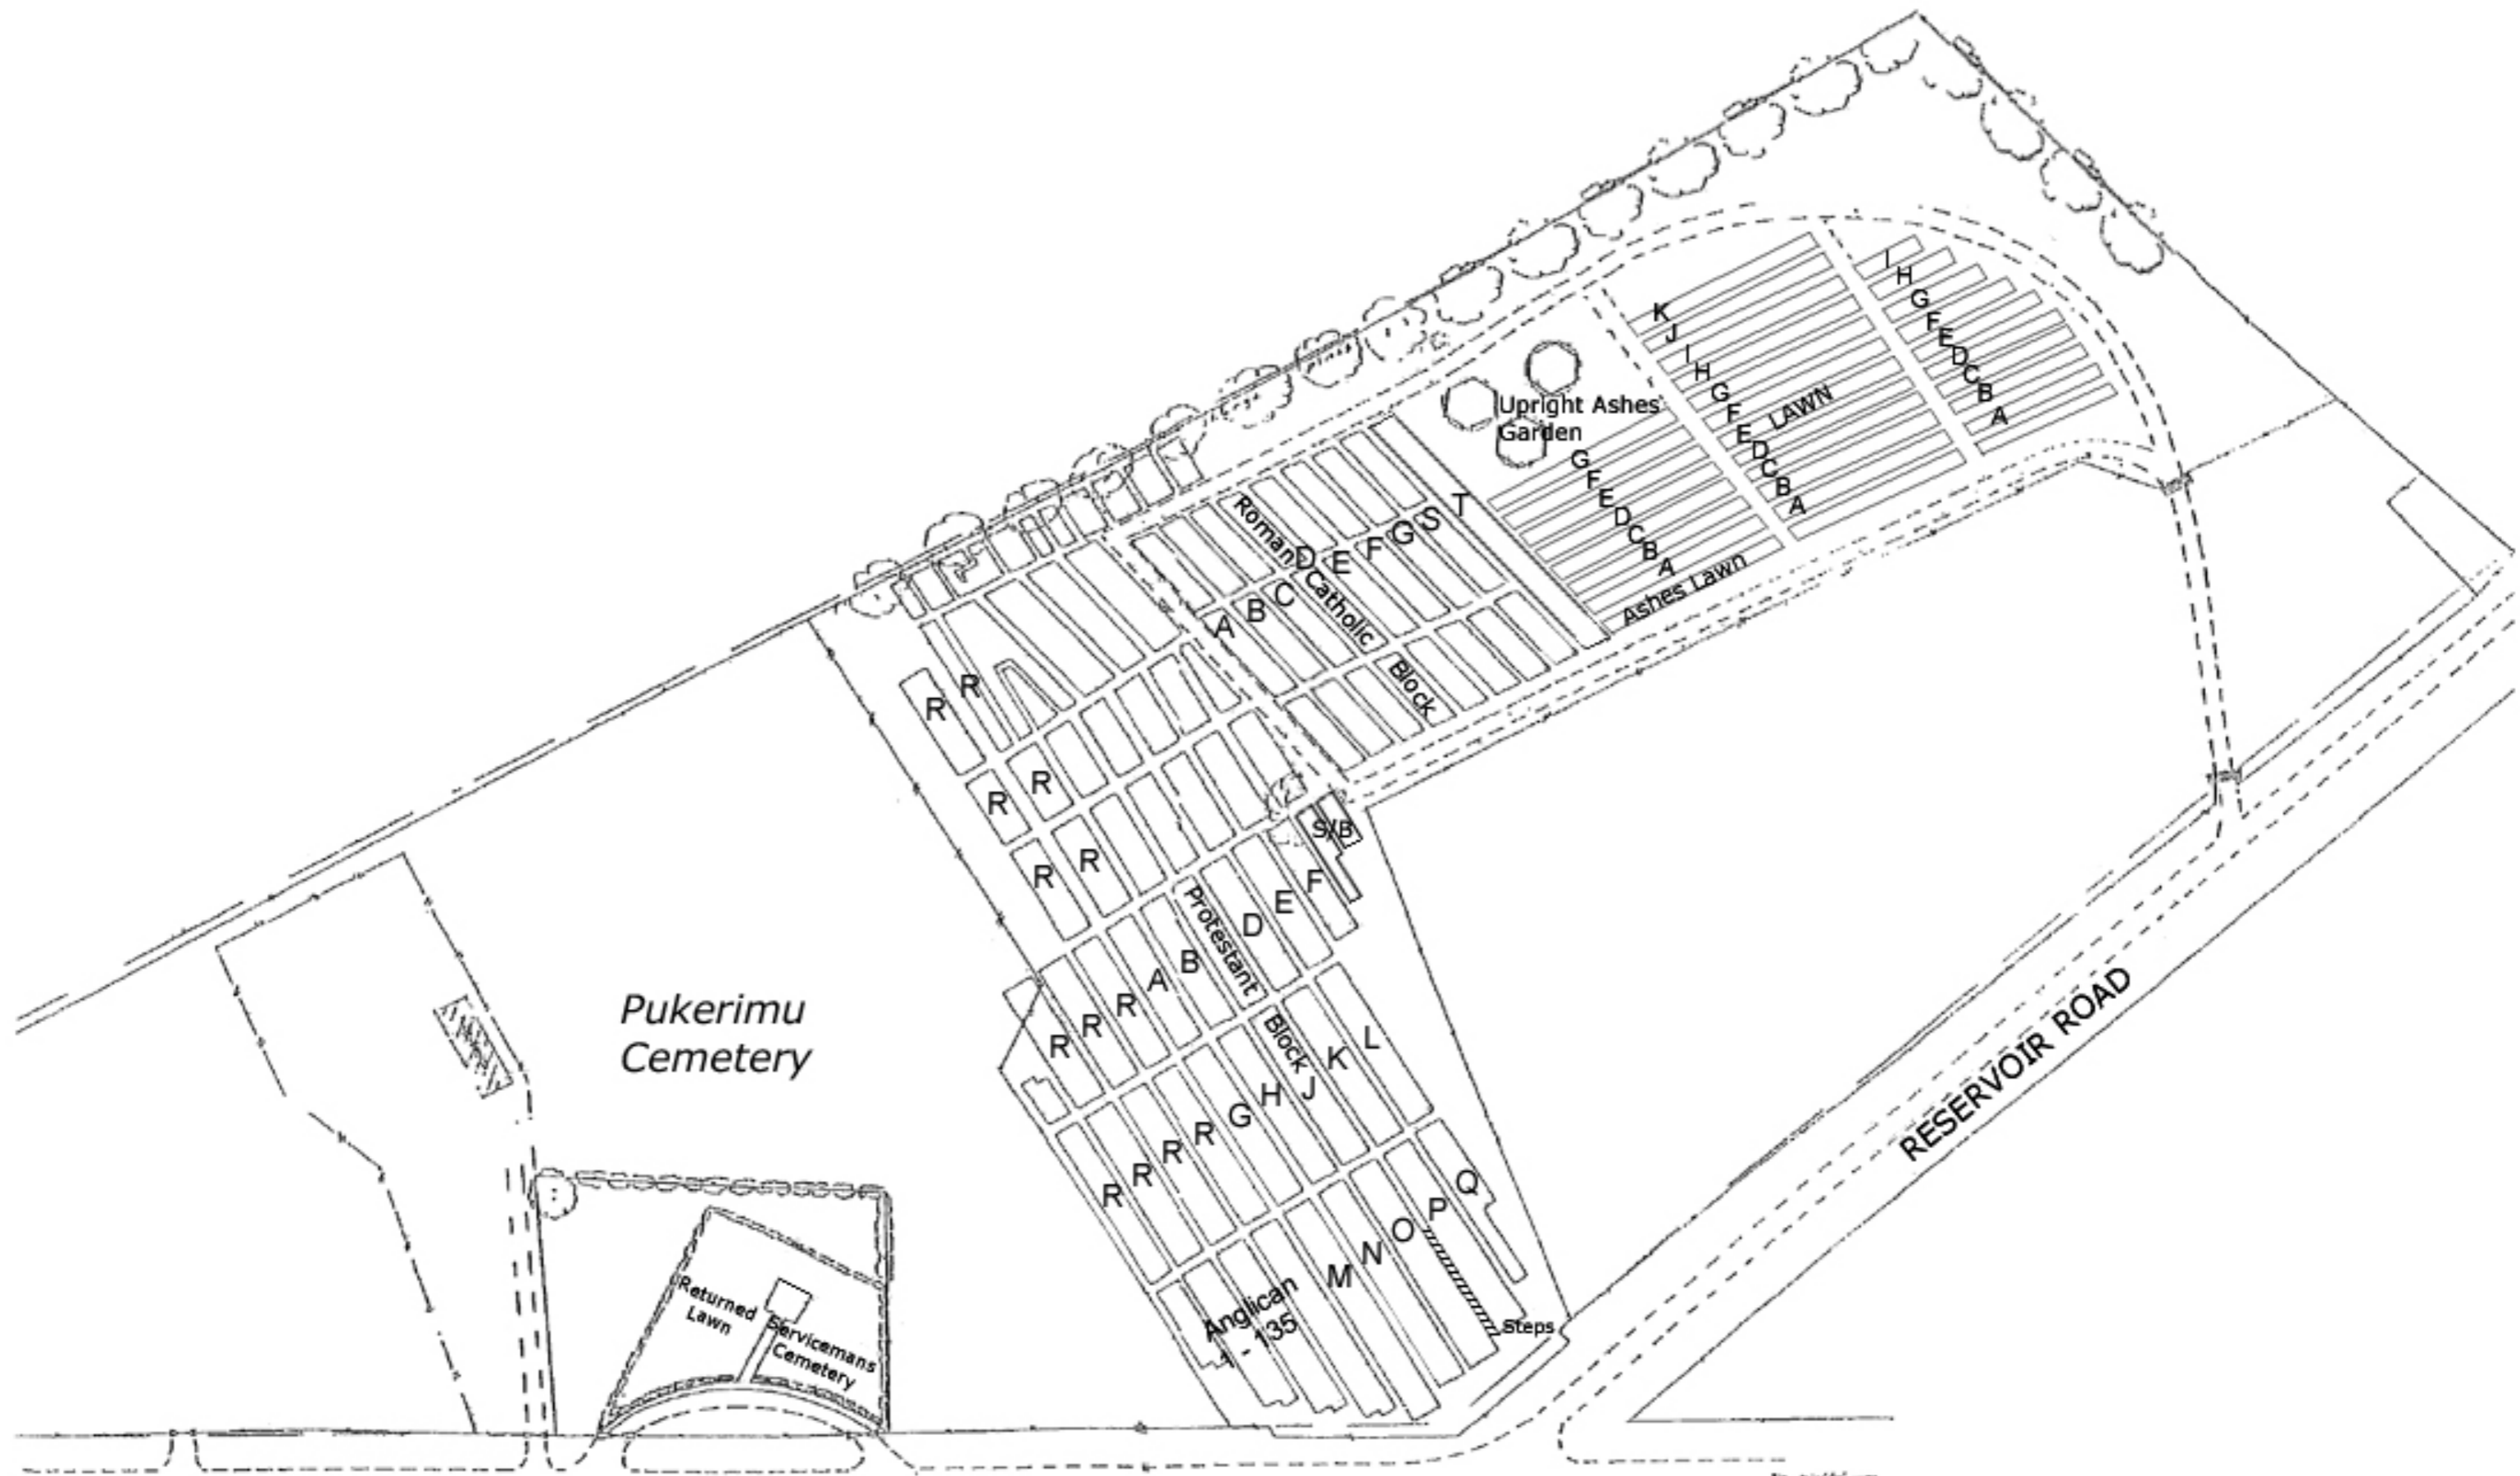 K
J
I
H
G
F
E
D
C
B
A
LAWN
I
H
G
F
E
D
C
B
A
Upright Ashes
Garden
G
F
E
D
C
B
A
Ashes Lawn
Roman Catholic
Block
A
B
C
D
E
F
G
S
T
R
R
R
R
R
R
S/B
Protestant
Block
R
R
R
A
B
D
E
F
R
R
R
R
G
H
J
K
L
Anglican
1 - 135
M
N
O
P
Q
Steps
Pukerimu
Cemetery
Returned
Lawn
Servicemans
Cemetery
RESERVOIR ROAD